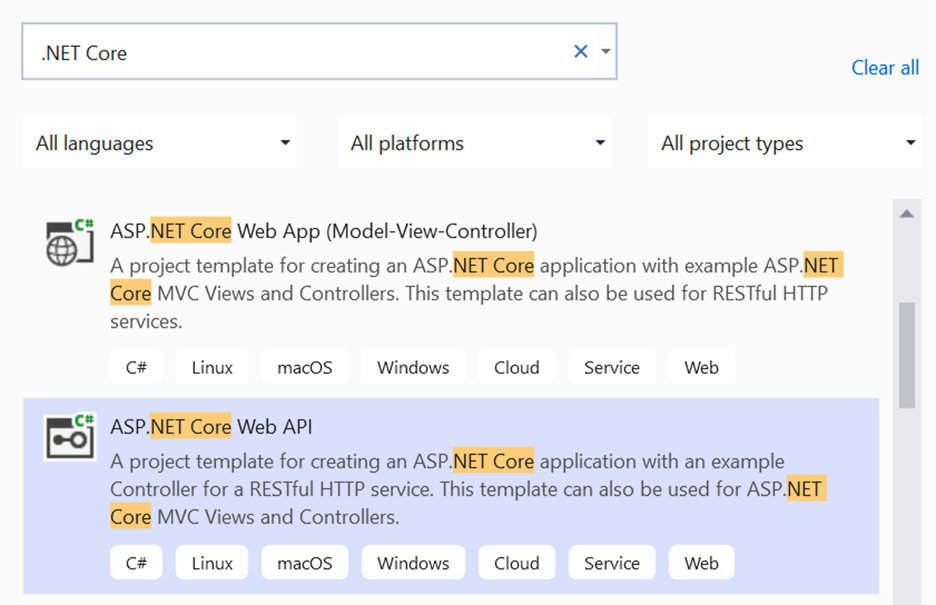 .NET Core
Clear all
All languages
All platforms
All project types
C#
ASP.NET Core Web App (Model-View-Controller)
A project template for creating an ASP.NET Core application with example ASP.NET
Core MVC Views and Controllers. This template can also be used for RESTful HTTP
services.
C# Linux macOS Windows Cloud Service Web
C#
ASP.NET Core Web API
A project template for creating an ASP.NET Core application with an example
Controller for a RESTful HTTP service. This template can also be used for ASP.NET
Core MVC Views and Controllers.
C# Linux macOS Windows Cloud Service Web